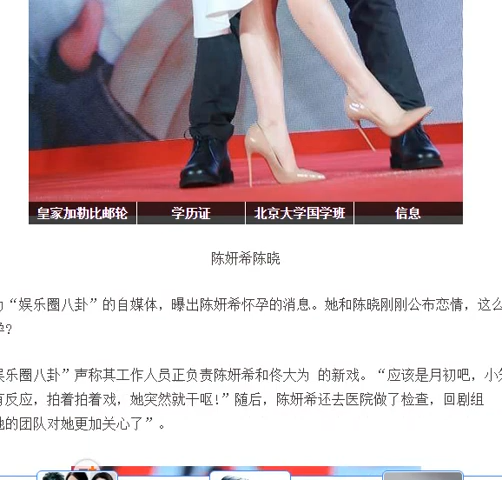 皇家加勒比邮轮 学历证 北京大学国学班 信息
陈妍希陈晓
“娱乐圈八卦”的自媒体，曝出陈妍希怀孕的消息。她和陈晓刚刚公布恋情，这么
？
乐圈八卦”声称其工作人员正负责陈妍希和佟大为 的新戏。“应该是月初吧，小
反应，拍着拍着戏，她突然就干呕!”随后，陈妍希还去医院做了检查，回剧组
的团队对她更加关心了”。